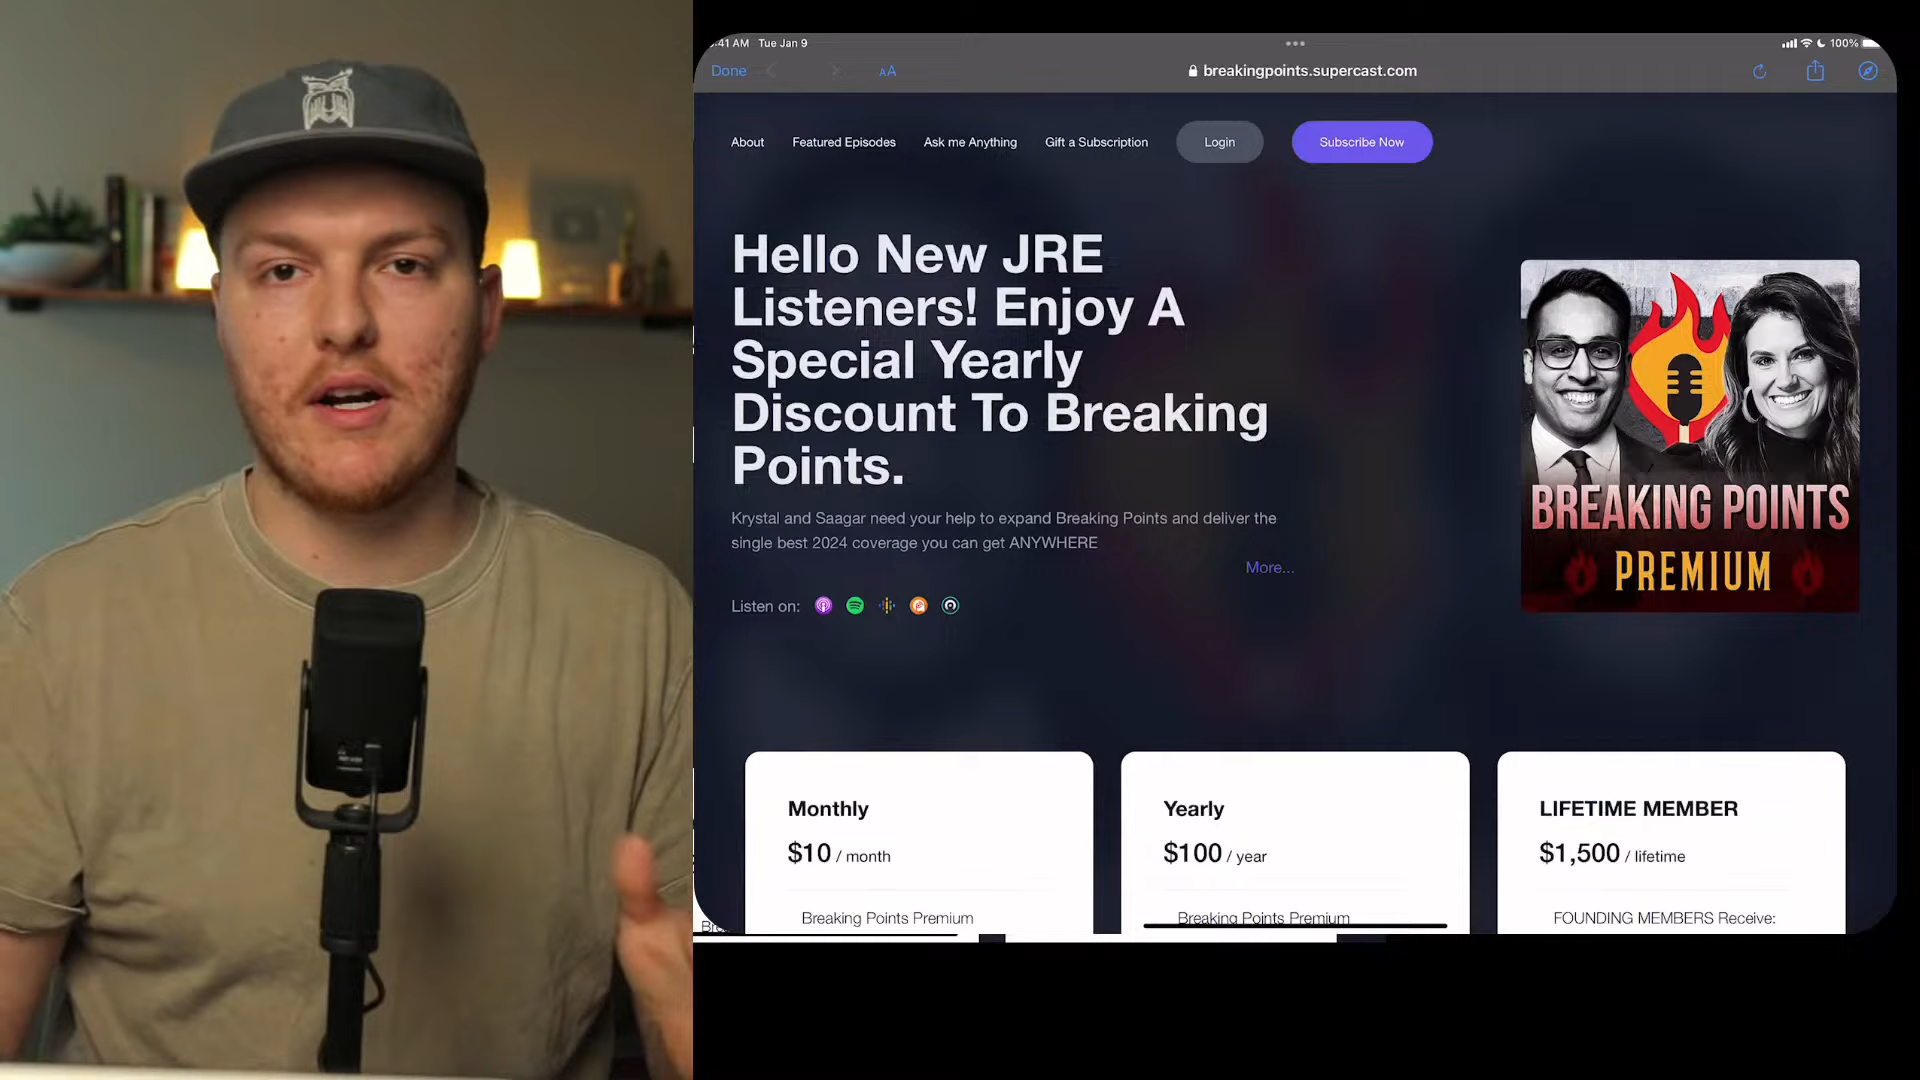 :41 AM Tue Jan 9
100%
Done
AA
breakingpoints.supercast.com
About
Featured Episodes
Ask me Anything
Gift a Subscription
Login
Subscribe Now
Hello New JRE
Listeners! Enjoy A
Special Yearly
Discount To Breaking
Points.
Krystal and Saagar need your help to expand Breaking Points and deliver the
single best 2024 coverage you can get ANYWHERE
More...
Listen on:
BREAKING POINTS
PREMIUM
Monthly
$10 / month
Breaking Points Premium
Yearly
$100 / year
Breaking Points Premium
LIFETIME MEMBER
$1,500 / lifetime
FOUNDING MEMBERS Receive: